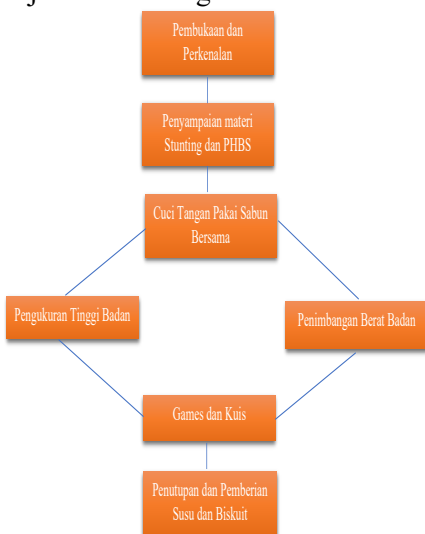 Pembukaan dan
Perkenalan
Penyampaian materi
Stunting dan PHBS
Cuci Tangan Pakai Sabun
Bersama
Pengukuran Tinggi Badan
Penimbangan Berat Badan
Games dan Kuis
Penutupan dan Pemberian
Susu dan Biskuit